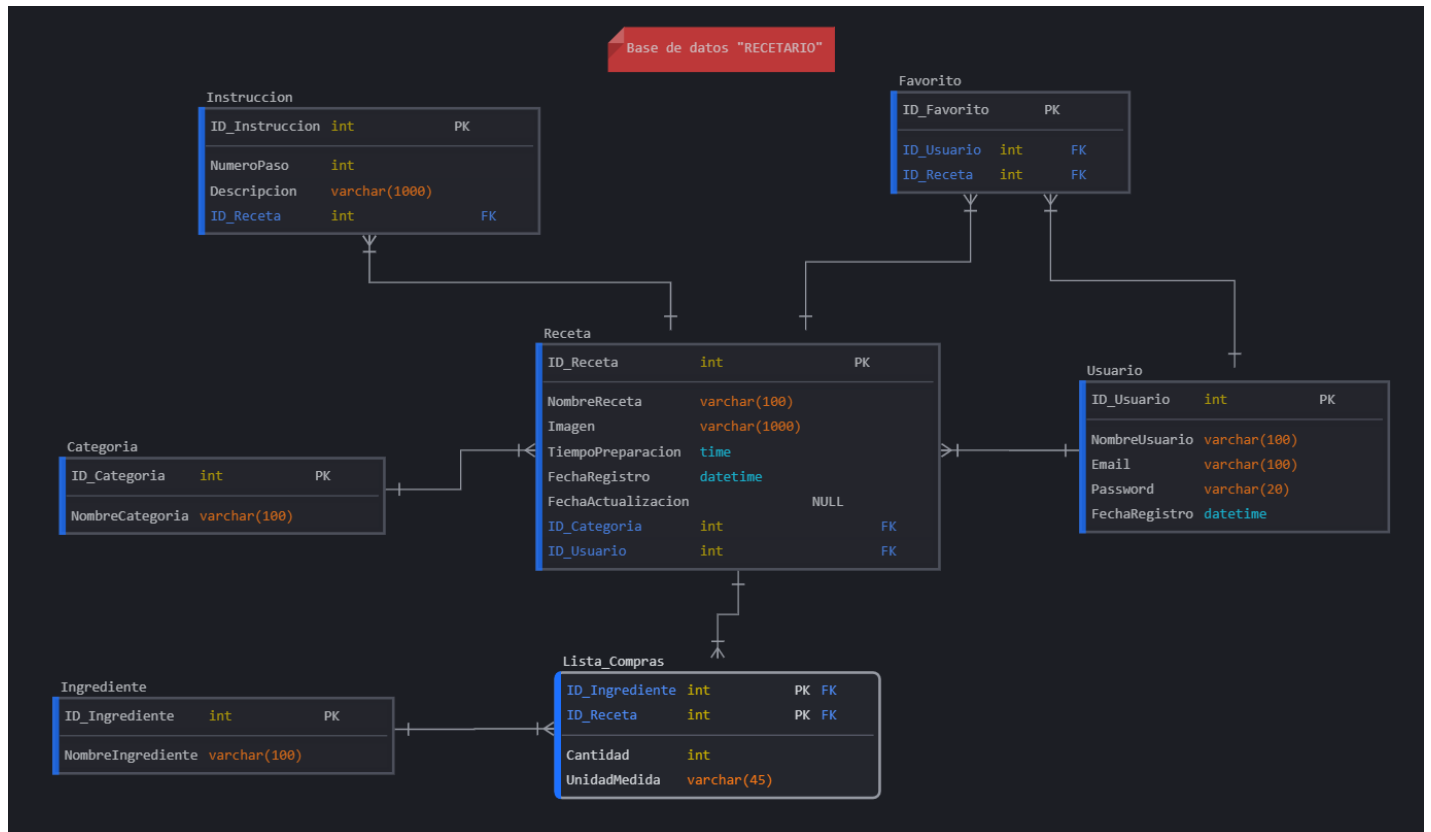 Base de datos "RECETARIO"
Instruccion
ID_Instruccion int PK
NumeroPaso int
Descripcion varchar(1000)
ID_Receta int FK
Favorito
ID_Favorito PK
ID_Usuario int FK
ID_Receta int FK
Receta
ID_Receta int PK
NombreReceta varchar(100)
Imagen varchar(1000)
TiempoPreparacion time
FechaRegistro datetime
FechaActualizacion NULL
ID_Categoria int FK
ID_Usuario int FK
Usuario
ID_Usuario int PK
NombreUsuario varchar(100)
Email varchar(100)
Password varchar(20)
FechaRegistro datetime
Categoria
ID_Categoria int PK
NombreCategoria varchar(100)
Ingrediente
ID_Ingrediente int PK
NombreIngrediente varchar(100)
Lista_Compras
ID_Ingrediente int PK FK
ID_Receta int PK FK
Cantidad int
UnidadMedida varchar(45)